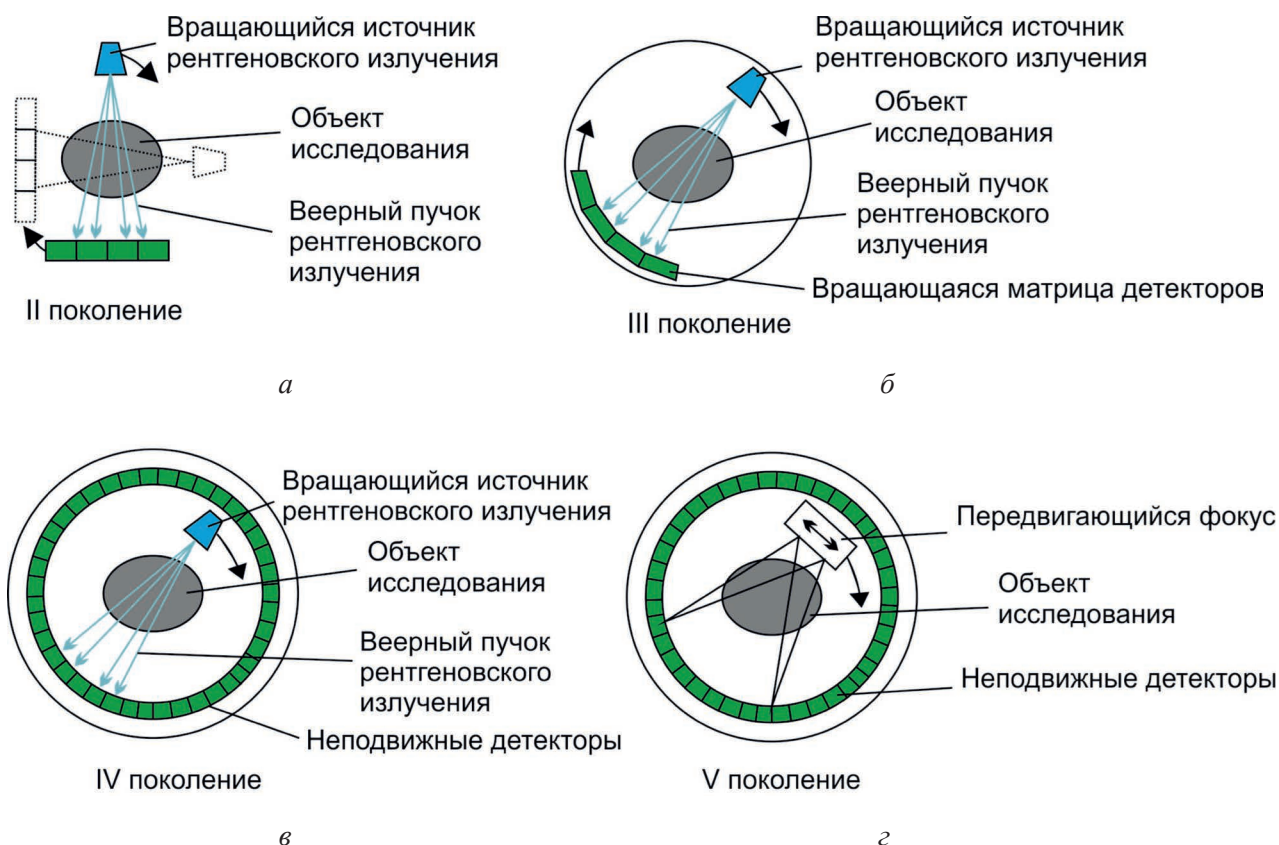 Вращающийся источник
рентгеновского излучения
Объект
исследования
Веерный пучок
рентгеновского
излучения
II поколение
а
Вращающийся источник
рентгеновского излучения
Объект
исследования
Веерный пучок
рентгеновского
излучения
Вращающаяся матрица детекторов
III поколение
б
Вращающийся источник
рентгеновского излучения
Объект
исследования
Веерный пучок
рентгеновского
излучения
Неподвижные детекторы
IV поколение
в
Передвигающийся фокус
Объект
исследования
Неподвижные детекторы
V поколение
г